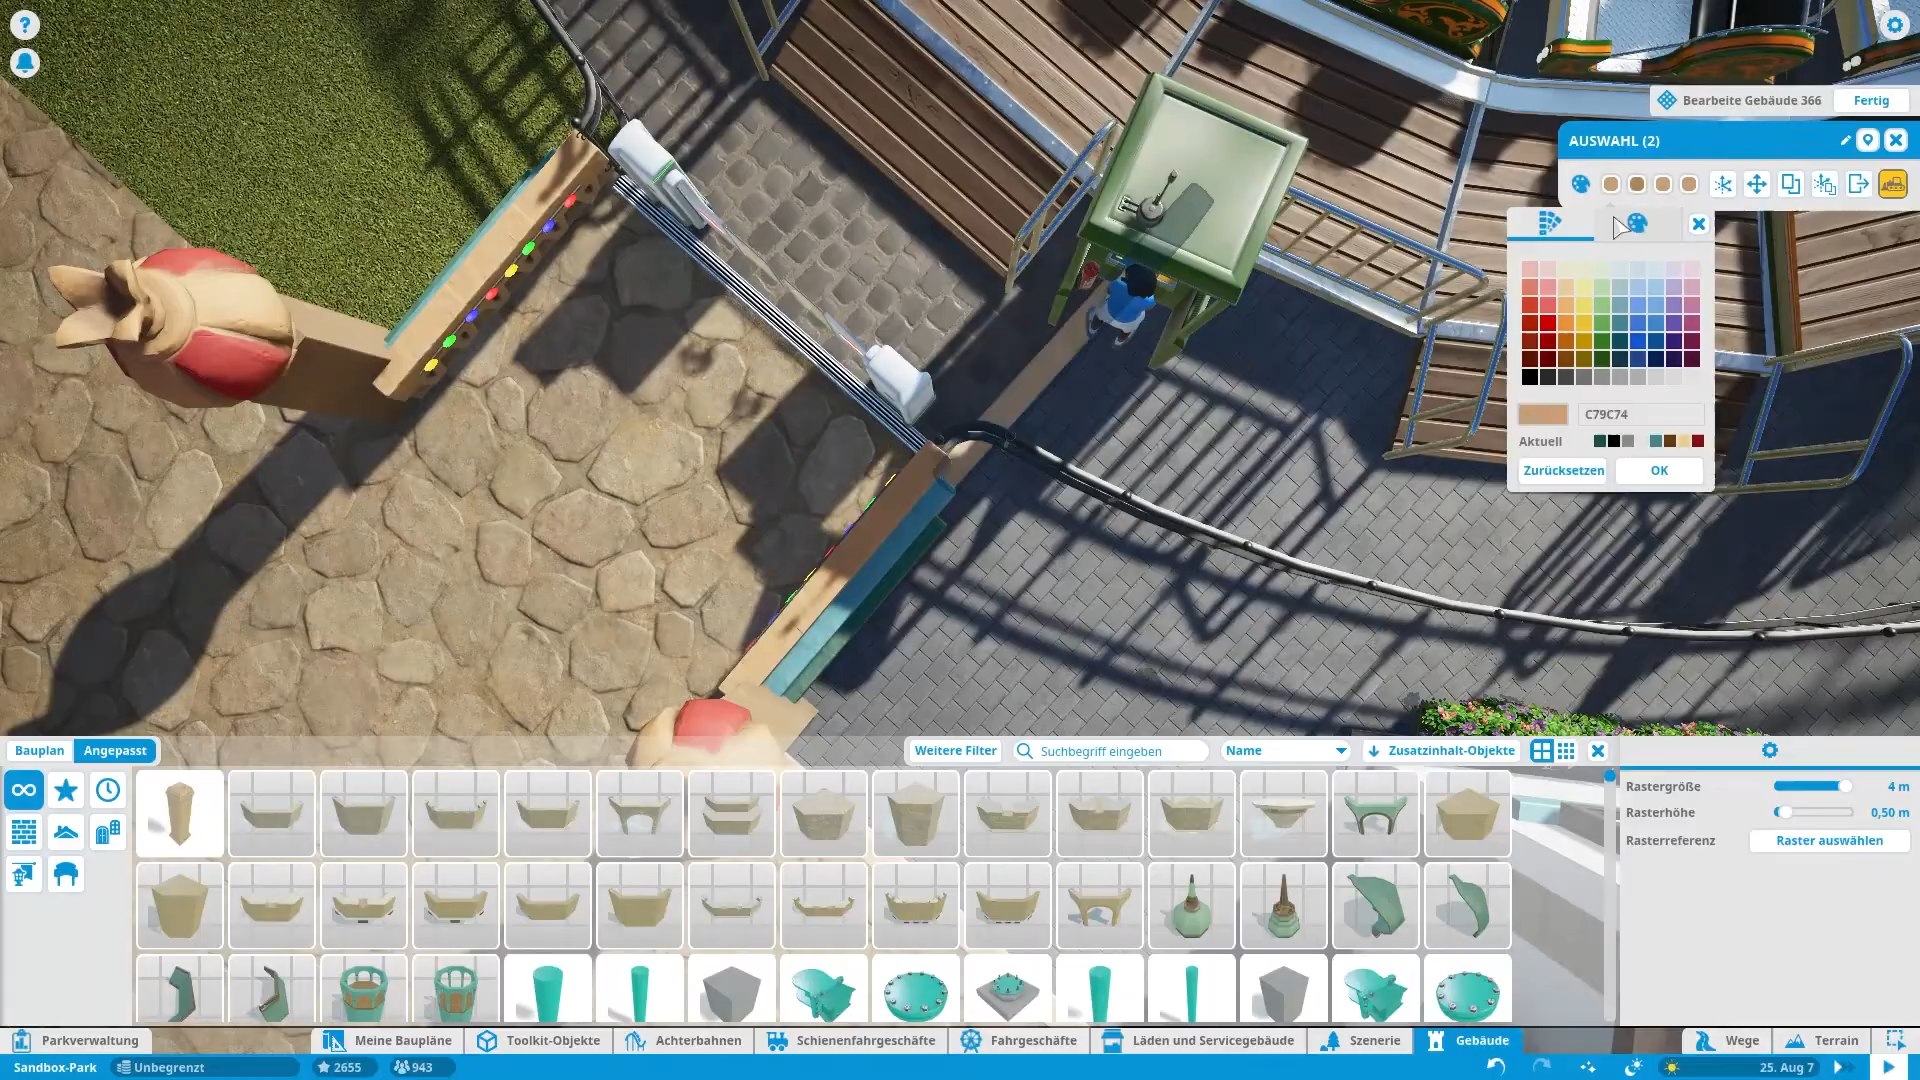 ?
Bearbeite Gebäude 366
Fertig
AUSWAHL (2)
C79C74
Aktuell
Zurücksetzen
OK
Bauplan
Angepasst
Weitere Filter
Suchbegriff eingeben
Name
Zusatzinhalt-Objekte
Rastergröße
4 m
Rasterhöhe
0,50 m
Rasterreferenz
Raster auswählen
Parkverwaltung
Meine Baupläne
Toolkit-Objekte
Achterbahnen
Schienenfahrgeschäfte
Fahrgeschäfte
Läden und Servicegebäude
Szenerie
Gebäude
Wege
Terrain
Sandbox-Park
Unbegrenzt
2655
943
25. Aug 7